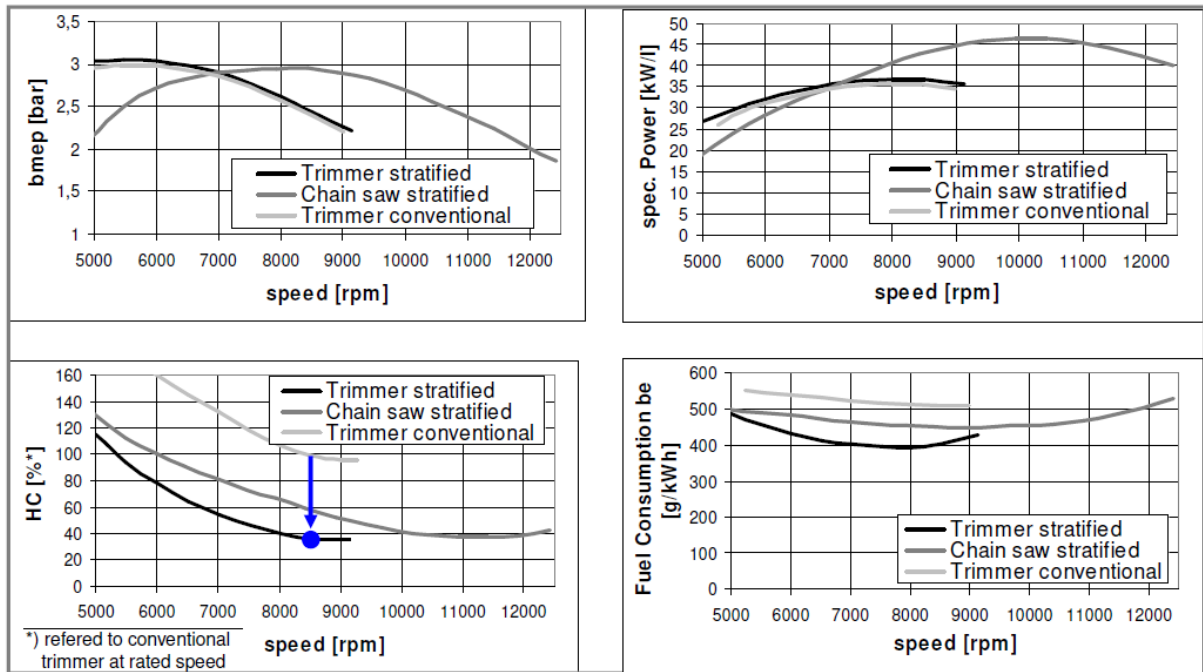 3,5
3
2,5
2
1,5
1
bmep [bar]
Trimmer stratified
Chain saw stratified
Trimmer conventional
5000 6000 7000 8000 9000 10000 11000 12000
speed [rpm]
50
45
40
35
30
25
20
15
10
5
0
spec. Power [kW/l]
Trimmer stratified
Chain saw stratified
Trimmer conventional
5000 6000 7000 8000 9000 10000 11000 12000
speed [rpm]
160
140
120
100
80
60
40
20
0
HC [%*]
Trimmer stratified
Chain saw stratified
Trimmer conventional
5000 6000 7000 8000 9000 10000 11000 12000
speed [rpm]
*) refered to conventional
trimmer at rated speed
600
500
400
300
200
100
0
Fuel Consumption be
[g/kWh]
Trimmer stratified
Chain saw stratified
Trimmer conventional
5000 6000 7000 8000 9000 10000 11000 12000
speed [rpm]